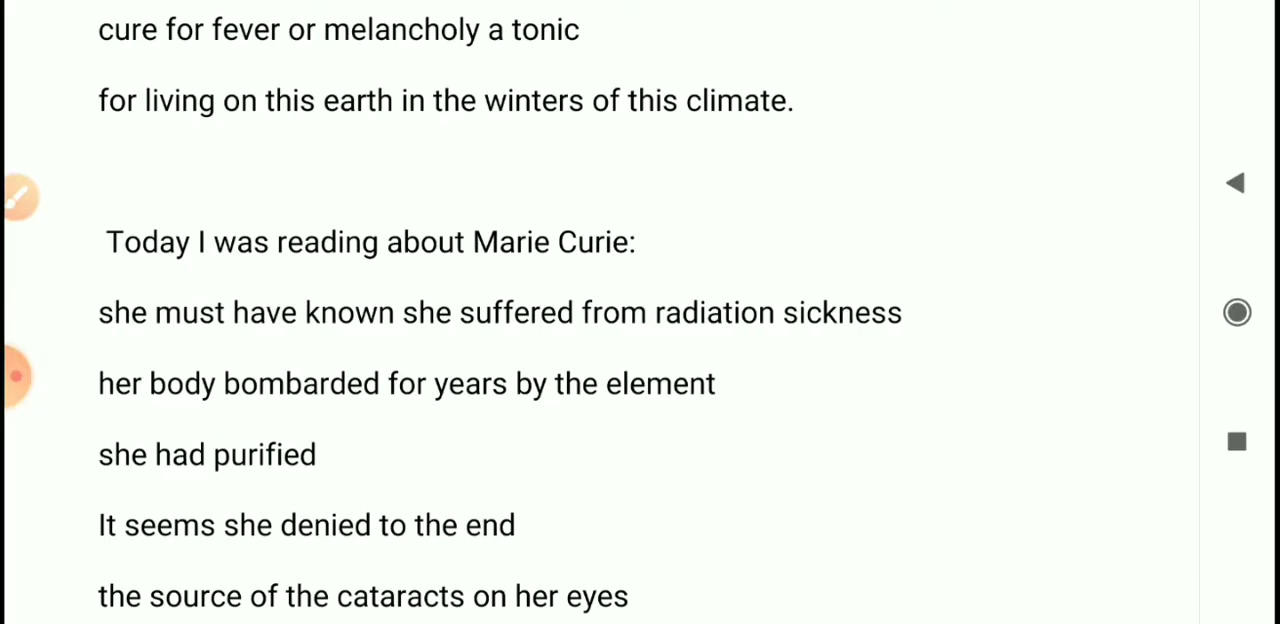 cure for fever or melancholy a tonic
for living on this earth in the winters of this climate.
Today I was reading about Marie Curie:
she must have known she suffered from radiation sickness
her body bombarded for years by the element
she had purified
It seems she denied to the end
the source of the cataracts on her eyes